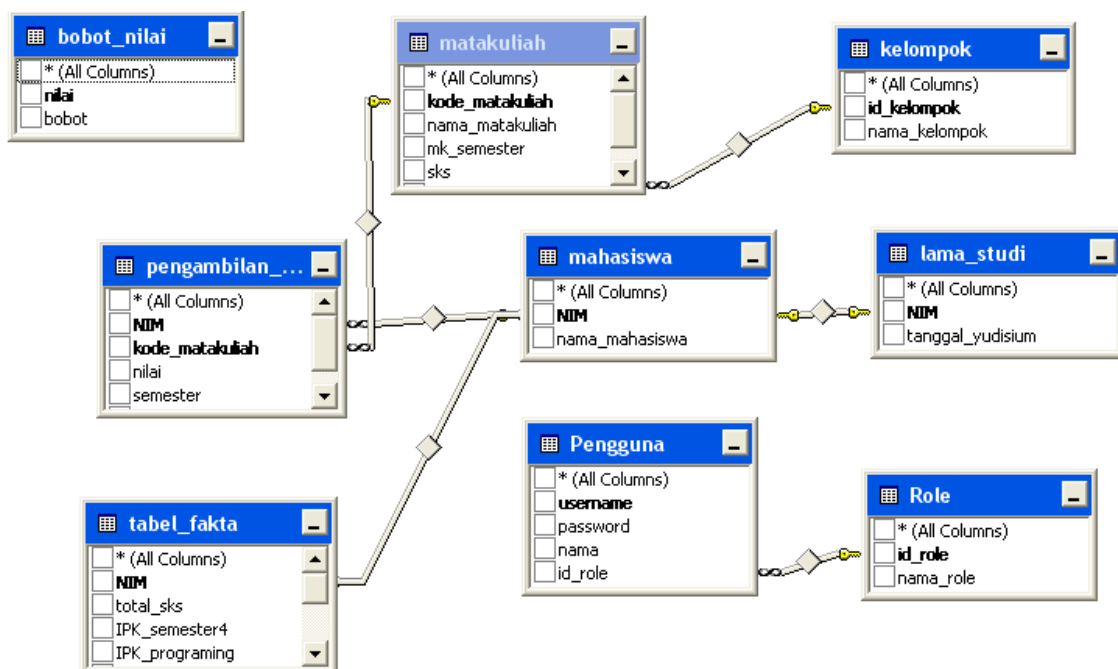 bobot_nilai
* (All Columns)
nilai
bobot
matakuliah
* (All Columns)
kode_matakuliah
nama_matakuliah
mk_semester
sks
kelompok
* (All Columns)
id_kelompok
nama_kelompok
pengambilan_...
* (All Columns)
NIM
kode_matakuliah
nilai
semester
mahasiswa
* (All Columns)
NIM
nama_mahasiswa
lama_studi
* (All Columns)
NIM
tanggal_yudisium
Pengguna
* (All Columns)
username
password
nama
id_role
Role
* (All Columns)
id_role
nama_role
tabel_fakta
* (All Columns)
NIM
total_sks
IPK_semester4
IPK_programing